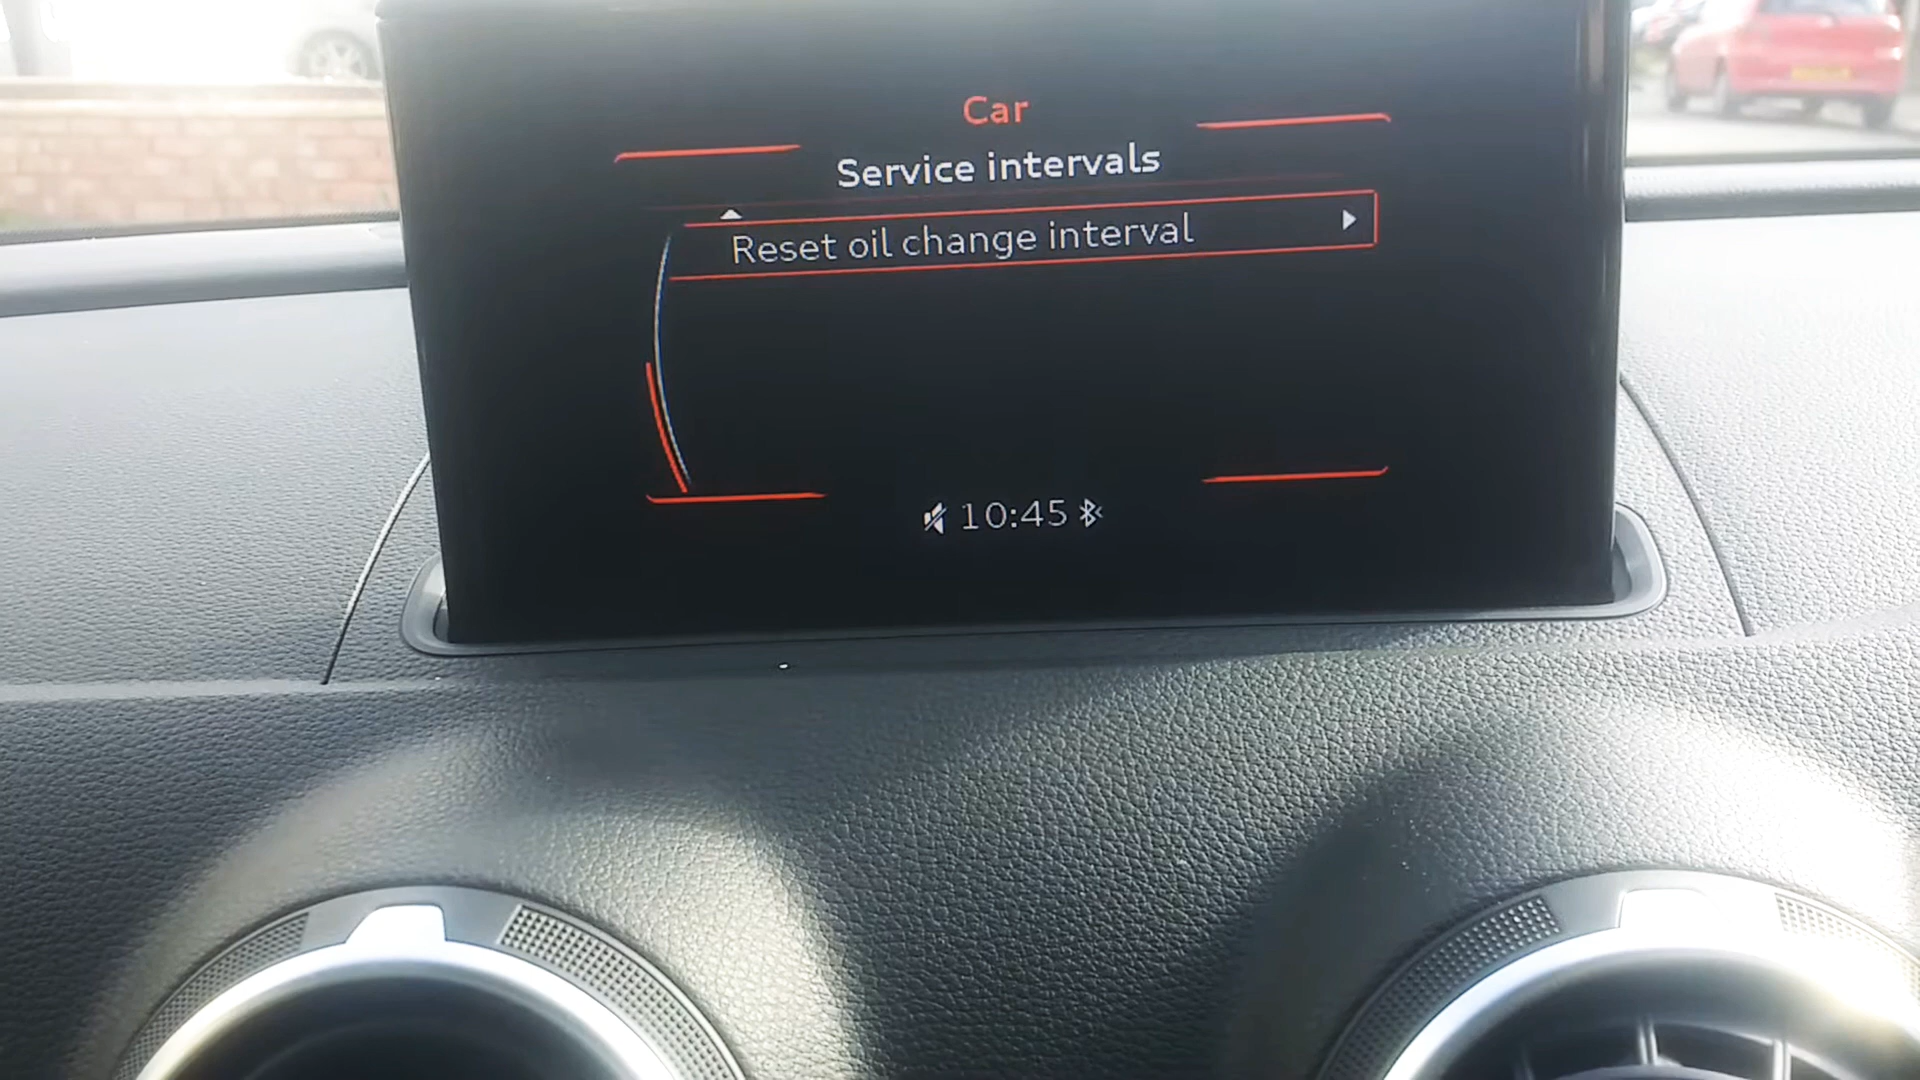 Car
Service intervals
Reset oil change interval
10:45